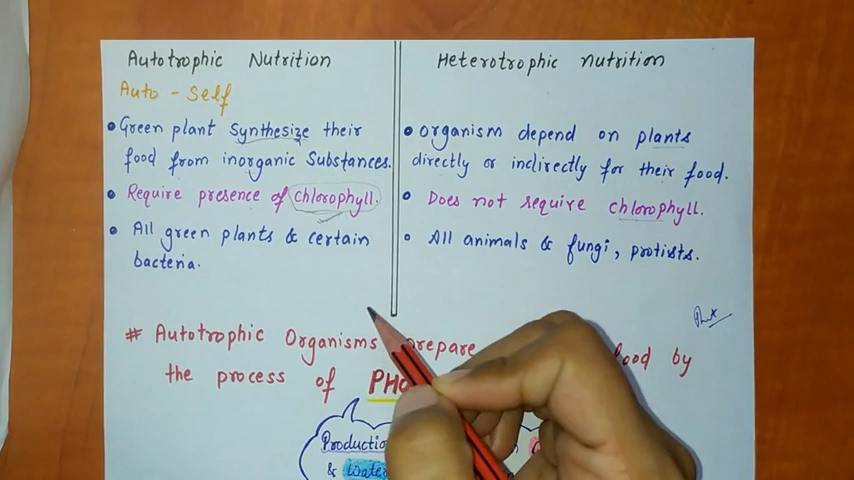 Autotrophic Nutrition
Auto - Self
• Green plant synthesize their
food from inorganic Substances.
• Require presence of chlorophyll.
• All green plants & certain
bacteria.
Heterotrophic nutrition
• Organism depend on plants
directly or indirectly for their food.
• Does not require chlorophyll.
• All animals & fungi, protists.
# Autotrophic Organisms food by
the process of
Production
& Water